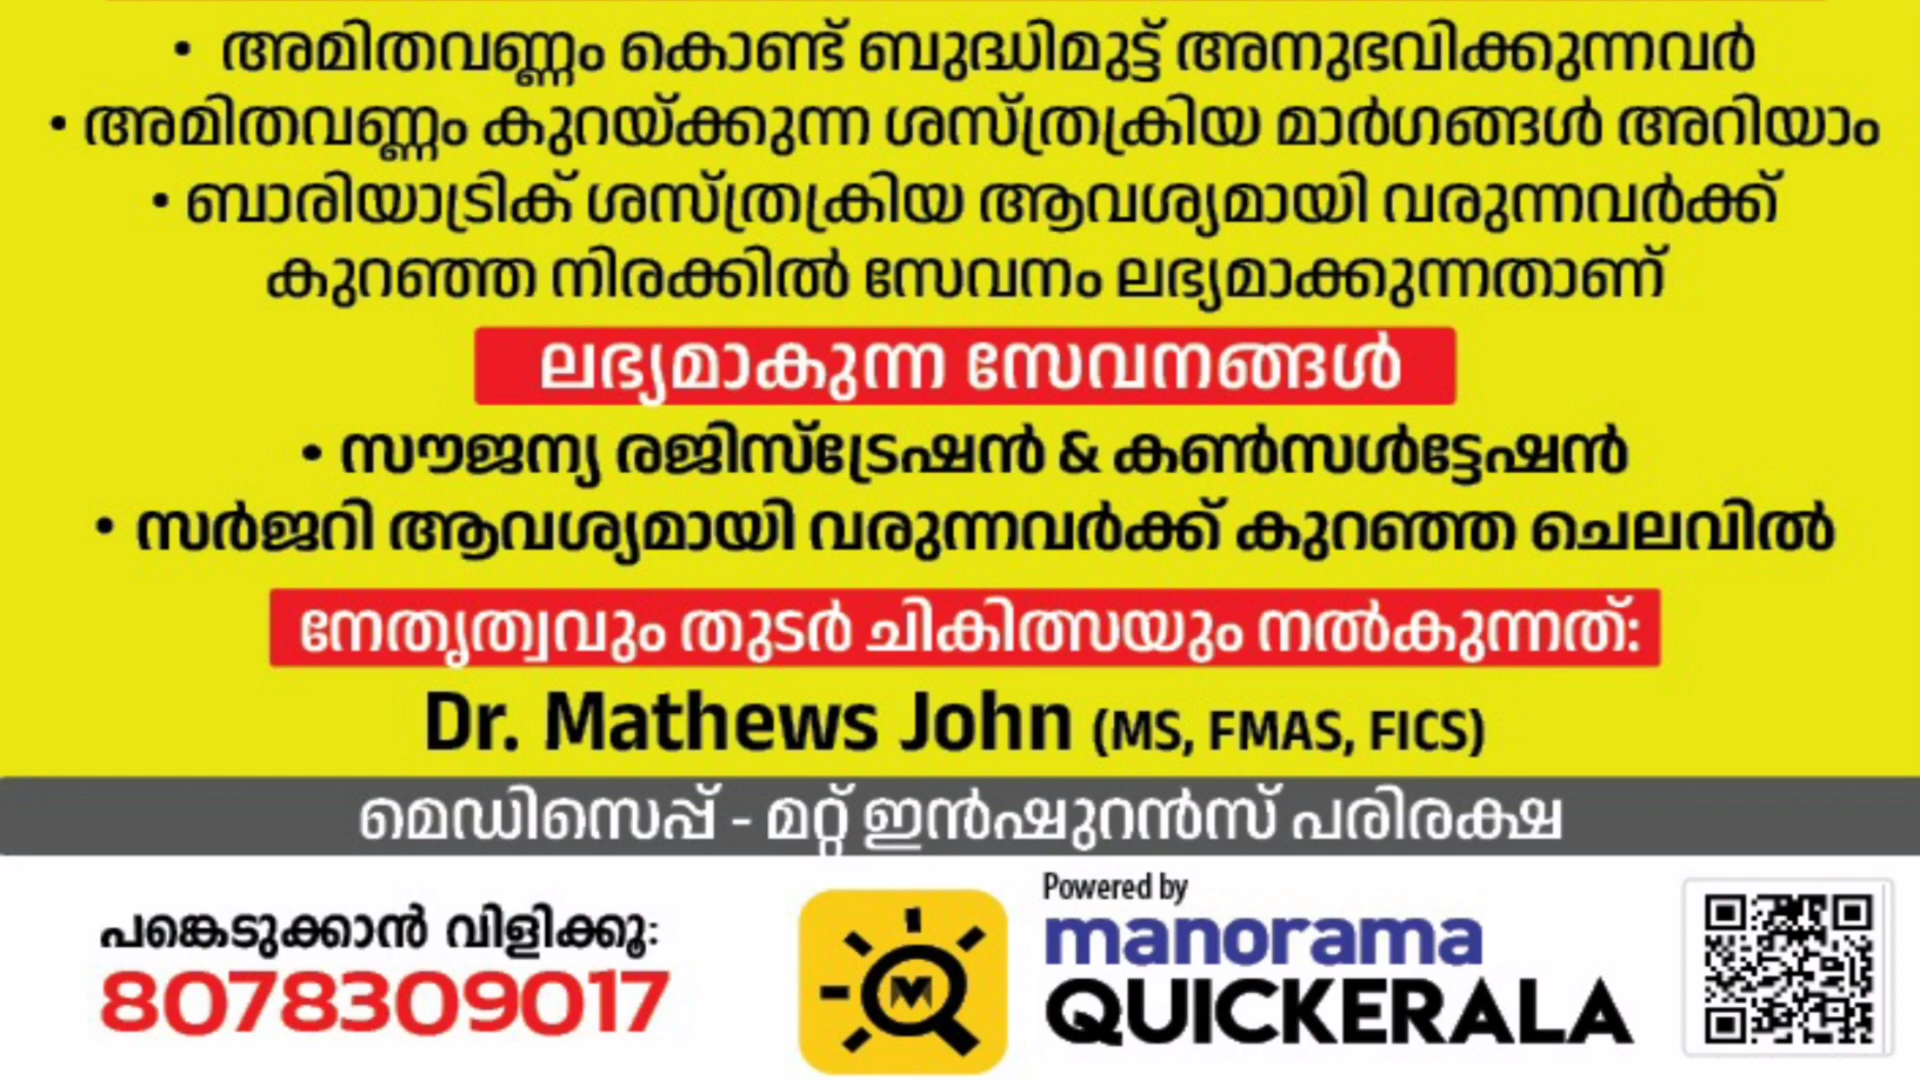 • അമിതവണ്ണം കൊണ്ട് ബുദ്ധിമുട്ട് അനുഭവിക്കുന്നവർ
• അമിതവണ്ണം കുറയ്ക്കുന്ന ശസ്ത്രക്രിയ മാർഗങ്ങൾ അറിയാം
• ബാരിയാട്രിക് ശസ്ത്രക്രിയ ആവശ്യമായി വരുന്നവർക്ക്
കുറഞ്ഞ നിരക്കിൽ സേവനം ലഭ്യമാക്കുന്നതാണ്
ലഭ്യമാകുന്ന സേവനങ്ങൾ
• സൗജന്യ രജിസ്ട്രേഷൻ & കൺസൾട്ടേഷൻ
• സർജറി ആവശ്യമായി വരുന്നവർക്ക് കുറഞ്ഞ ചെലവിൽ
നേതൃത്വവും തുടർ ചികിത്സയും നൽകുന്നത്:
Dr. Mathews John (MS, FMAS, FICS)
മെഡിസെപ്പ് - മറ്റ് ഇൻഷുറൻസ് പരിരക്ഷ
പങ്കെടുക്കാൻ വിളിക്കൂ:
8078309017
M
Powered by
manorama
QUICKERALA